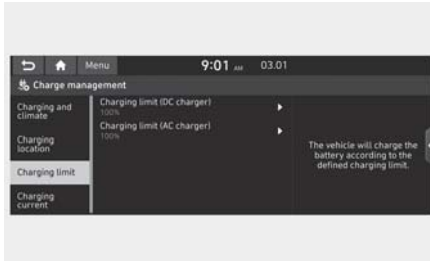 Menu
9:01 AM
03.01
Charge management
Charging and
climate
Charging
location
Charging limit
Charging
current
Charging limit (DC charger)
100%
Charging limit (AC charger)
100%
The vehicle will charge the
battery according to the
defined charging limit.